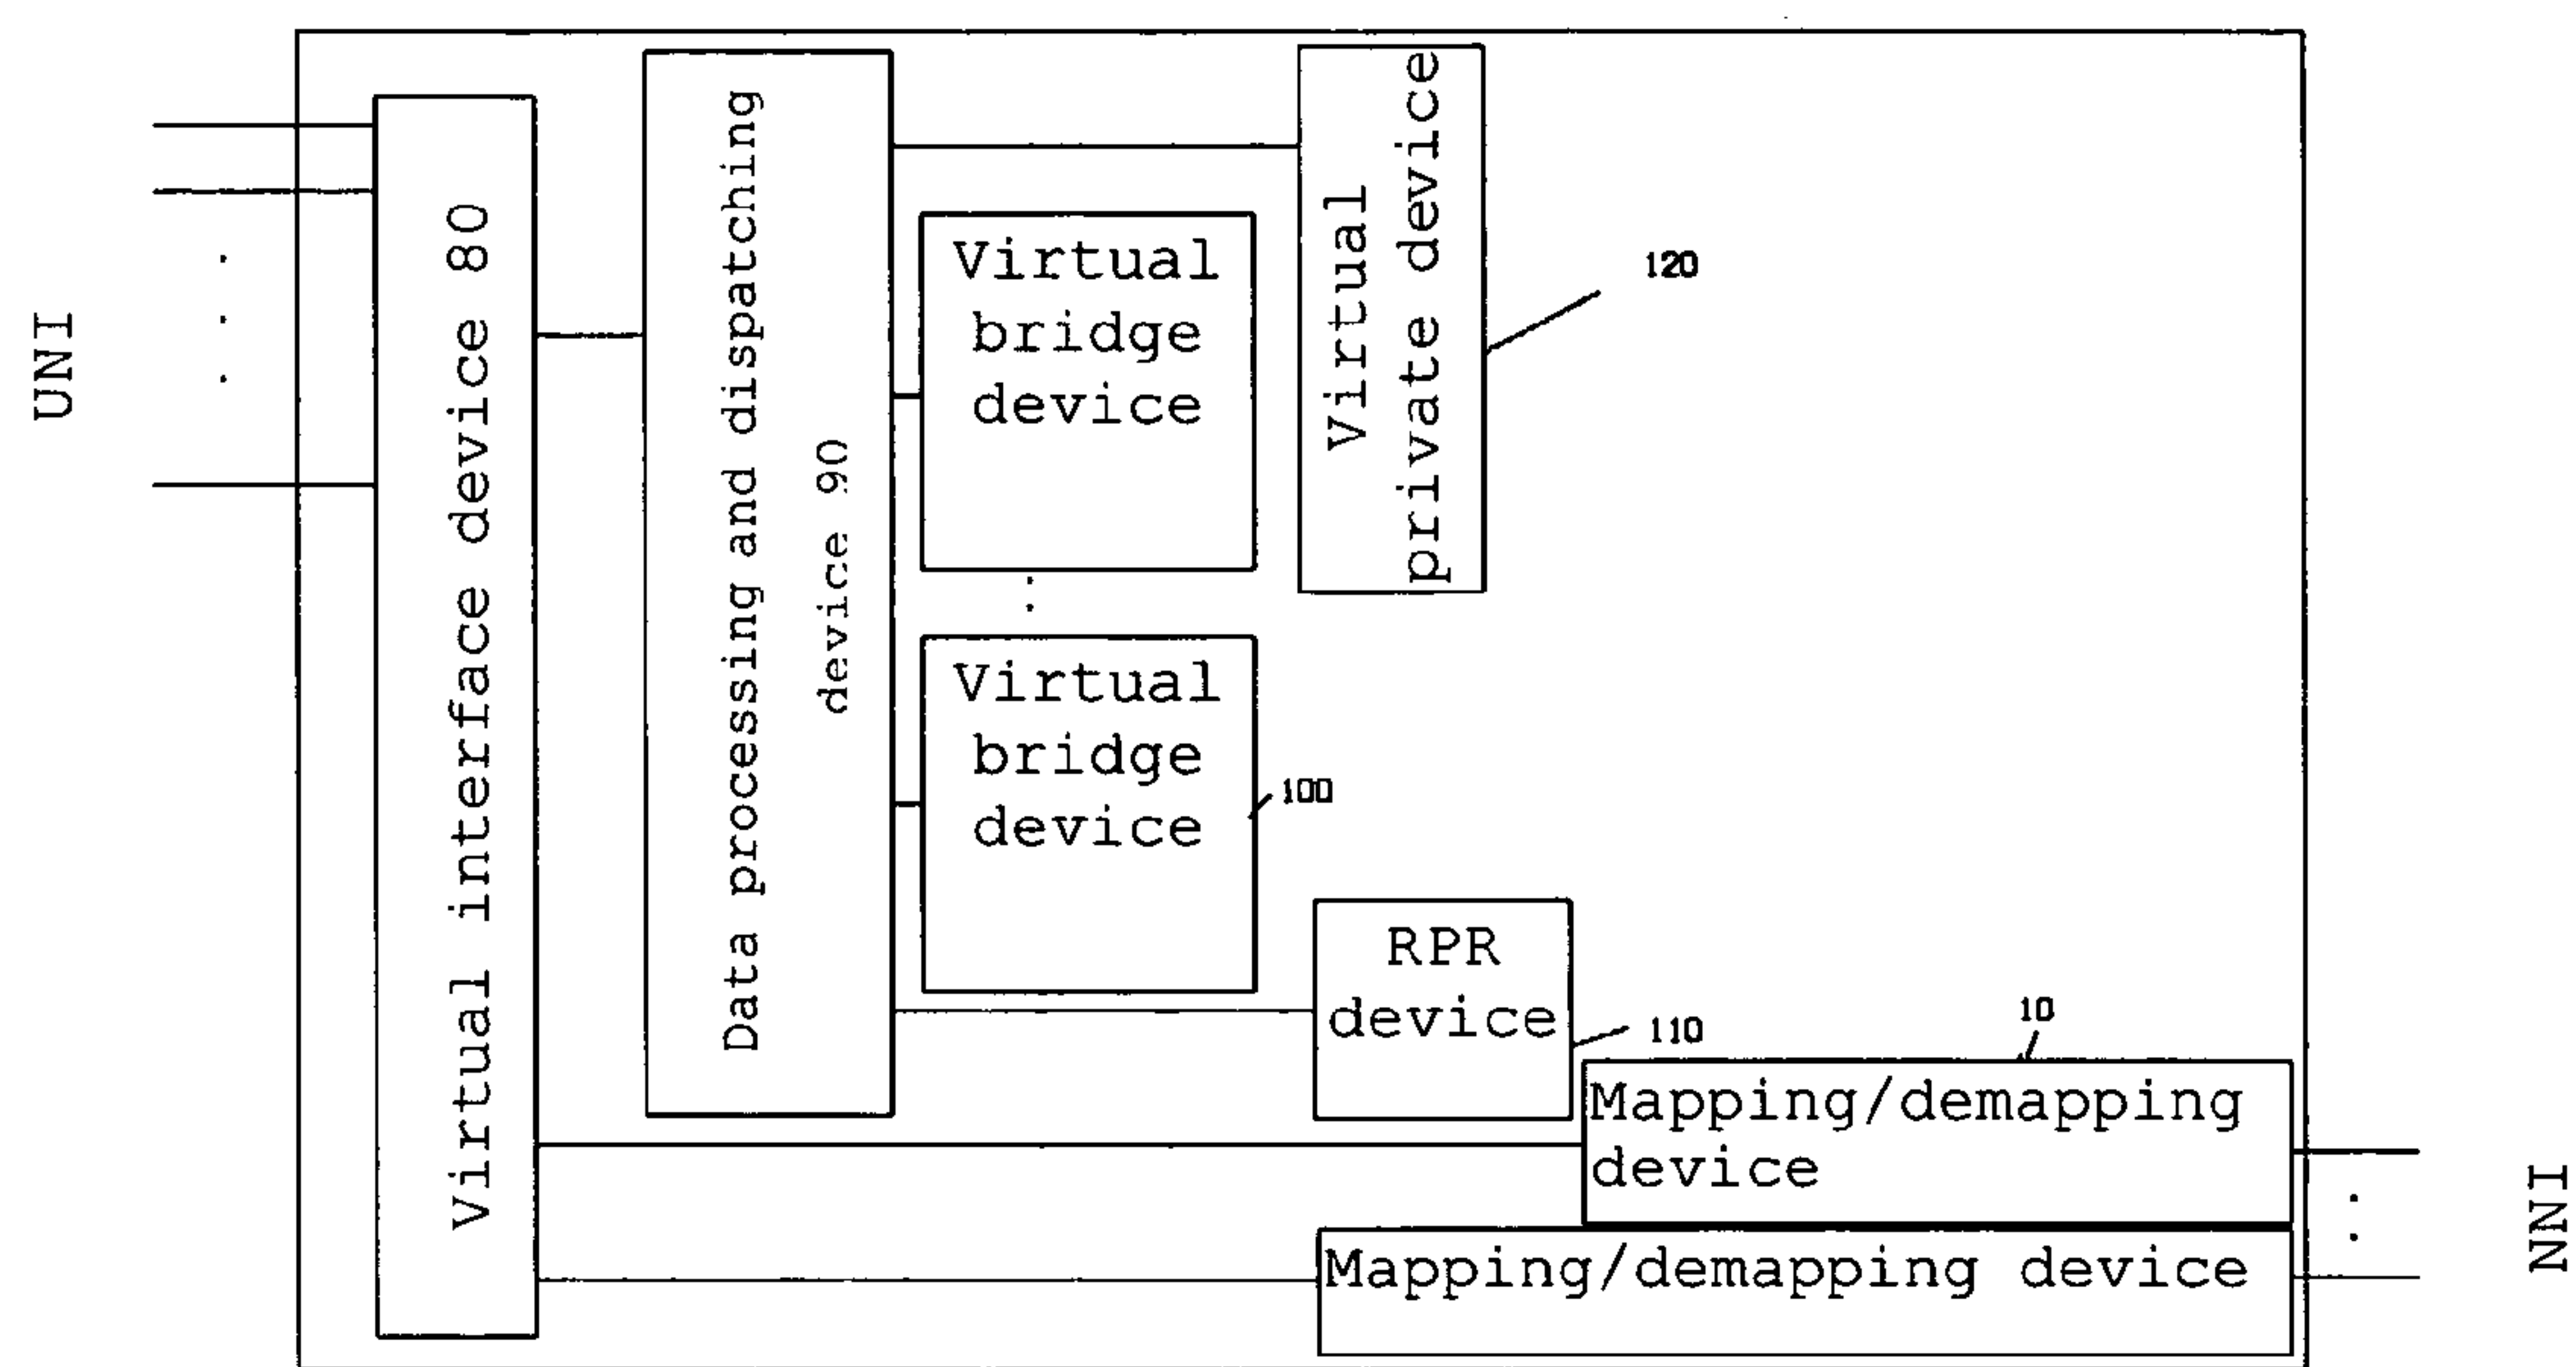 UNI
Virtual interface device 80
Data processing and dispatching
device 90
Virtual
bridge
device
Virtual
private device
120
Virtual
bridge
device
100
RPR
device
110
10
Mapping/demapping
device
Mapping/demapping device
NNI